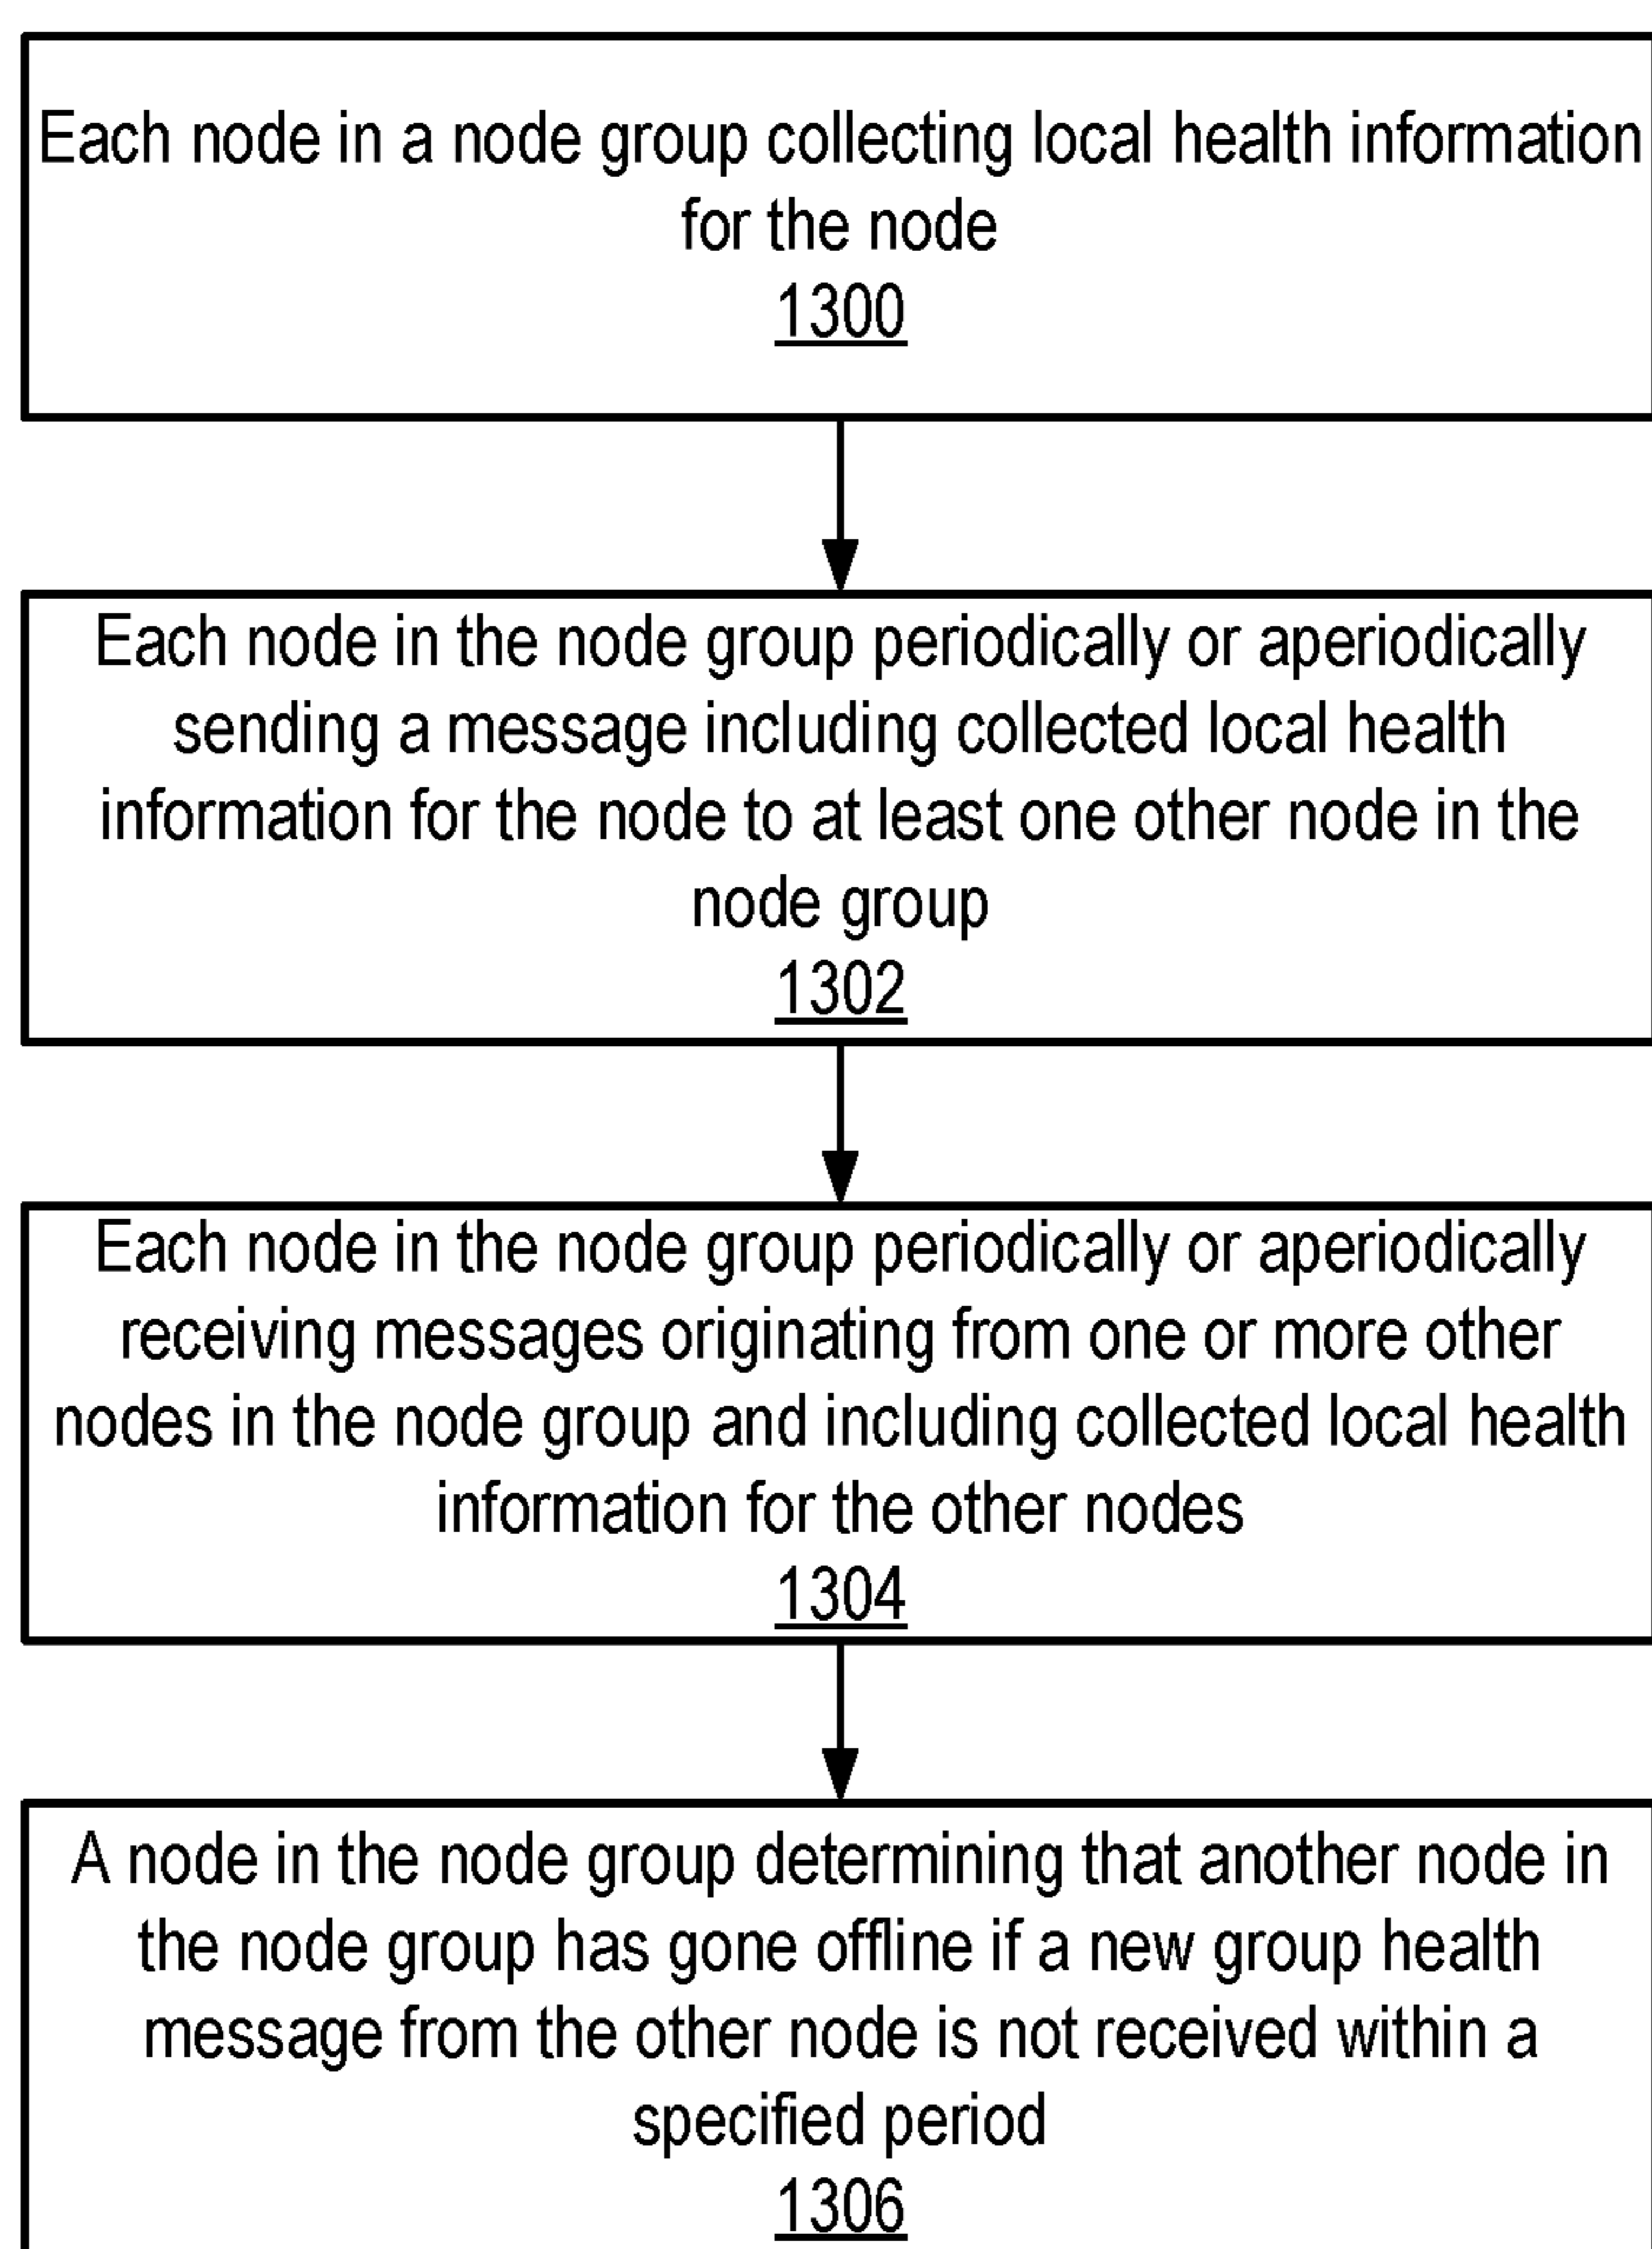 Each node in a node group collecting local health information
for the node
1300
Each node in the node group periodically or aperiodically
sending a message including collected local health
information for the node to at least one other node in the
node group
1302
Each node in the node group periodically or aperiodically
receiving messages originating from one or more other
nodes in the node group and including collected local health
information for the other nodes
1304
A node in the node group determining that another node in
the node group has gone offline if a new group health
message from the other node is not received within a
specified period
1306